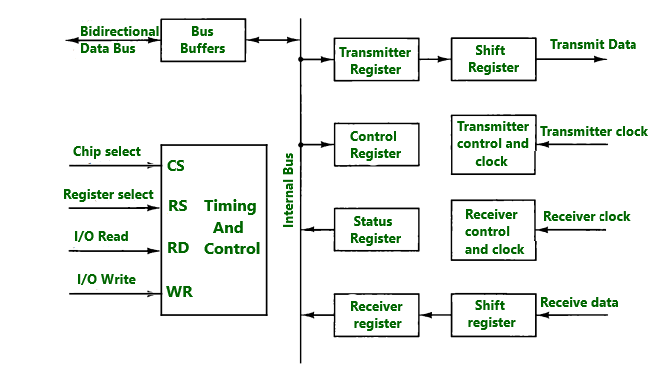 Bidirectional
Data Bus
Bus
Buffers
Transmitter
Register
Shift
Register
Transmit Data
Control
Register
Transmitter
control and
clock
Transmitter clock
Chip select
CS
Register select
RS
I/O Read
RD
I/O Write
WR
Timing
And
Control
Internal Bus
Status
Register
Receiver
control
and clock
Receiver clock
Receiver
register
Shift
register
Receive data